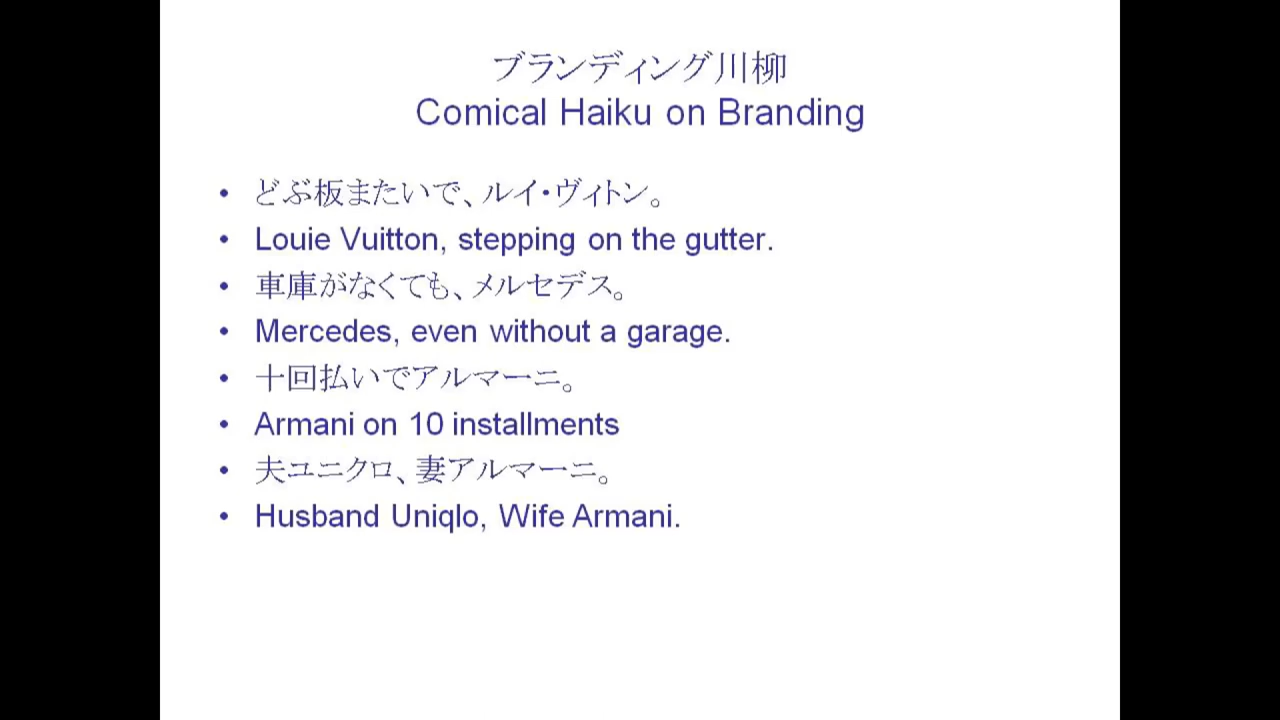 ブランディング川柳
Comical Haiku on Branding
• どぶ板またいで、ルイ・ヴィトン。
• Louie Vuitton, stepping on the gutter.
• 車庫がなくても、メルセデス。
• Mercedes, even without a garage.
• 十回払いでアルマーニ。
• Armani on 10 installments
• 夫ユニクロ、妻アルマーニ。
• Husband Uniqlo, Wife Armani.